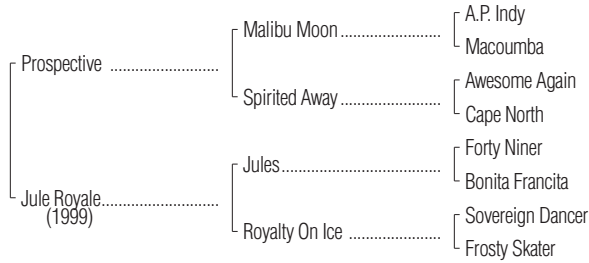 A.P. Indy
Malibu Moon
Macoumba
Prospective
Awesome Again
Spirited Away
Cape North
Forty Niner
Jules
Bonita Francita
Jule Royale
(1999)
Sovereign Dancer
Royalty On Ice
Frosty Skater